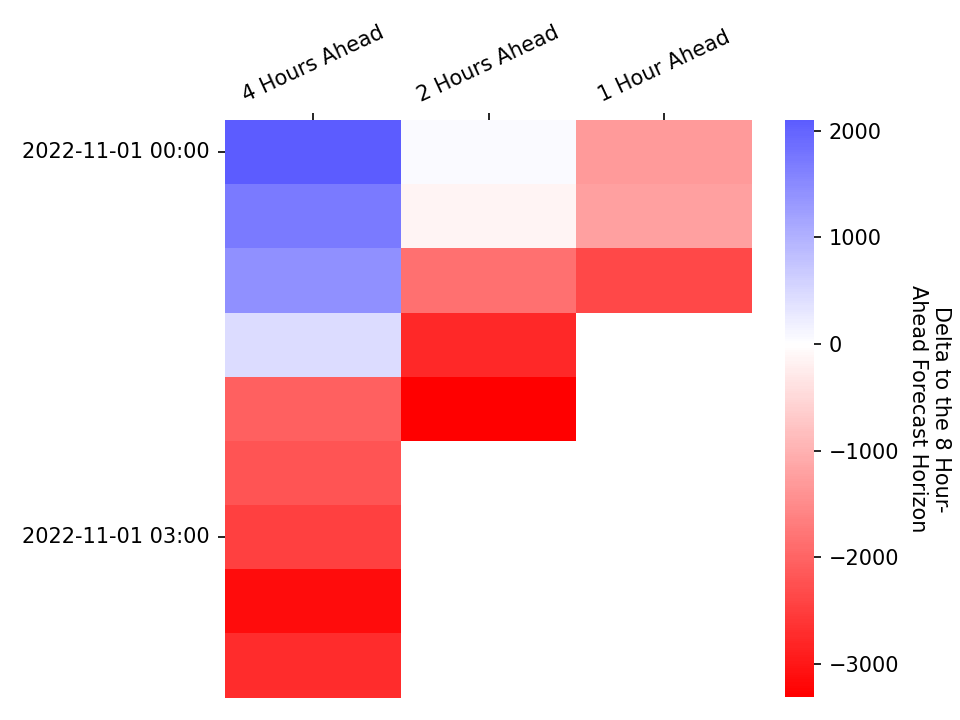 4 Hours Ahead
2 Hours Ahead
1 Hour Ahead
2022-11-01 00:00
2022-11-01 03:00
2000
1000
0
−1000
−2000
−3000
Delta to the 8 Hour-
Ahead Forecast Horizon